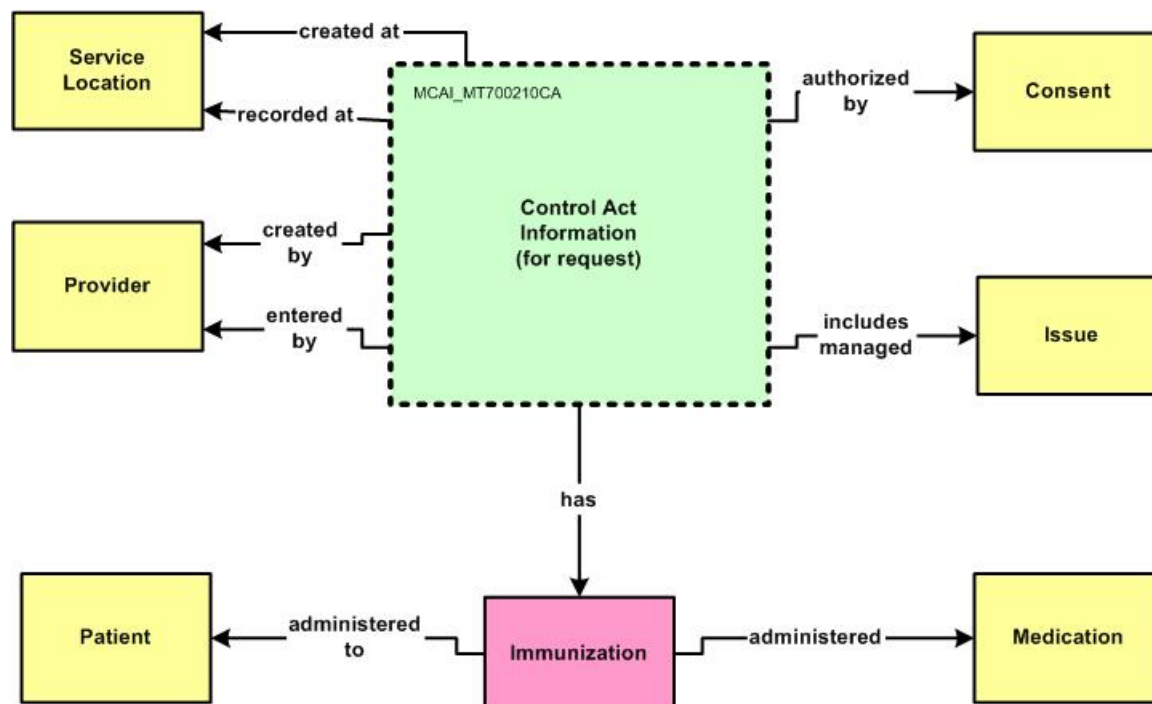 created at
Service
Location
MCAI_MT700210CA
authorized
by
Consent
recorded at
Control Act
Information
(for request)
created
by
Provider
entered
by
includes
managed
Issue
has
Patient
administered
to
Immunization
administered
Medication